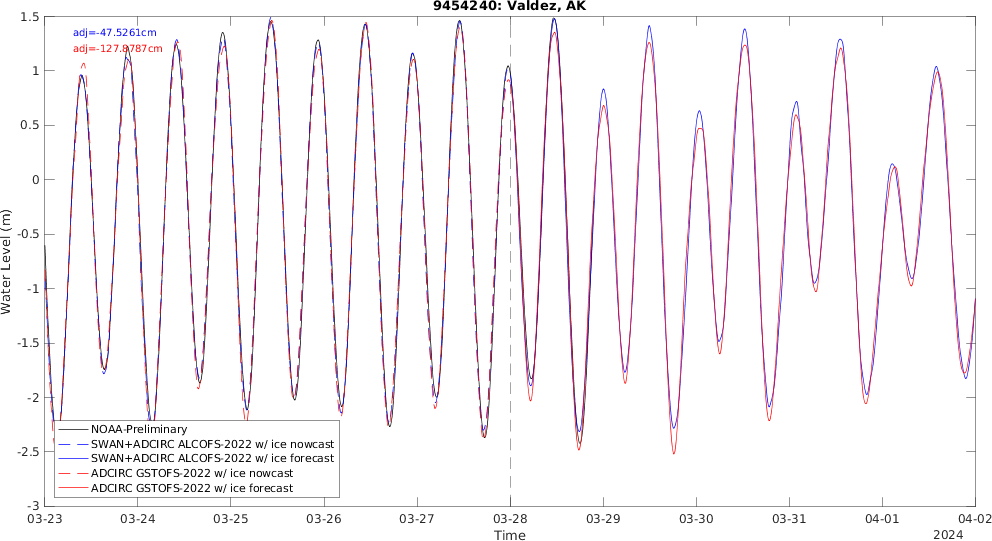 9454240: Valdez, AK
adj=-47.5261cm
adj=-127.8787cm
Water Level (m)
1.5
1
0.5
0
-0.5
-1
-1.5
-2
-2.5
-3
NOAA-Preliminary
SWAN+ADCIRC ALCOFS-2022 w/ ice nowcast
SWAN+ADCIRC ALCOFS-2022 w/ ice forecast
ADCIRC GSTOFS-2022 w/ ice nowcast
ADCIRC GSTOFS-2022 w/ ice forecast
03-23 03-24 03-25 03-26 03-27 03-28 03-29 03-30 03-31 04-01 04-02
Time
2024